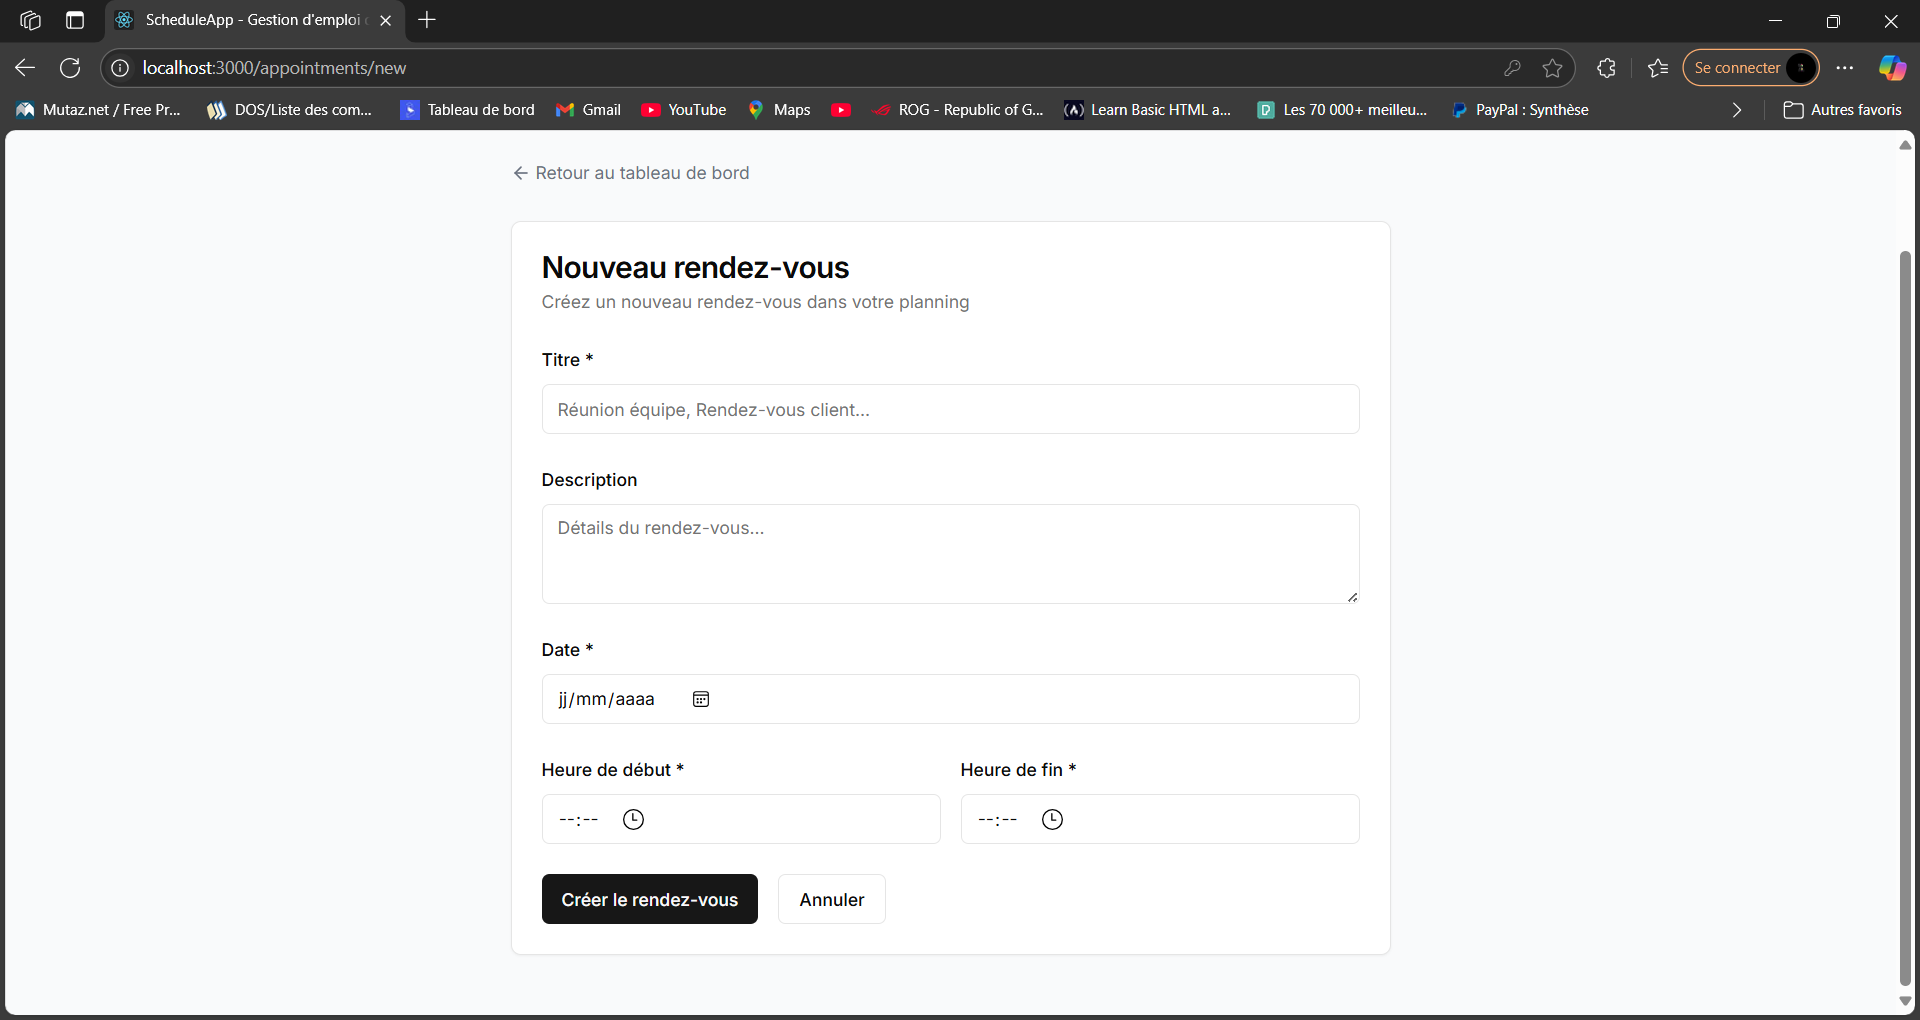 ScheduleApp - Gestion d'emploi
localhost:3000/appointments/new
Se connecter
Mutaz.net / Free Pr...
DOS/Liste des com...
Tableau de bord
Gmail
YouTube
Maps
ROG - Republic of G...
Learn Basic HTML a...
Les 70 000+ meilleu...
PayPal : Synthèse
Autres favoris
Retour au tableau de bord
Nouveau rendez-vous
Créez un nouveau rendez-vous dans votre planning
Titre *
Réunion équipe, Rendez-vous client...
Description
Détails du rendez-vous...
Date *
jj/mm/aaaa
Heure de début * Heure de fin *
--:-- --:--
Créer le rendez-vous Annuler